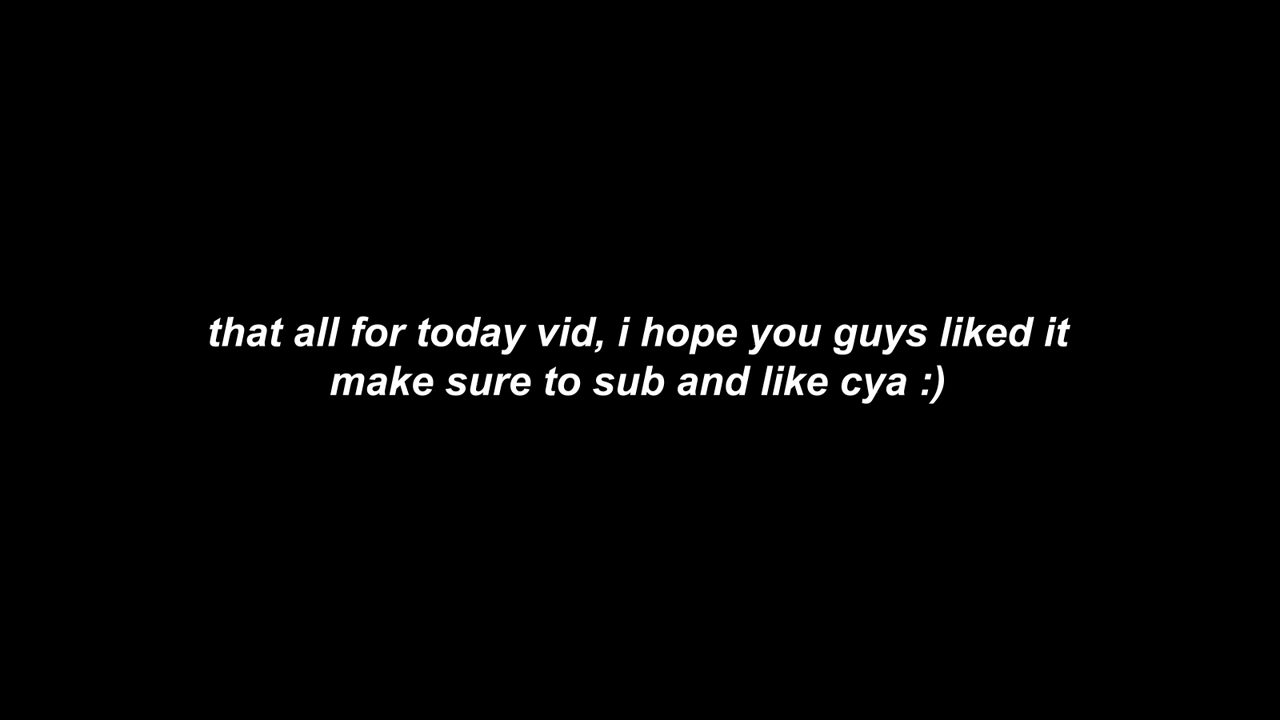 that all for today vid, i hope you guys liked it
make sure to sub and like cya :)